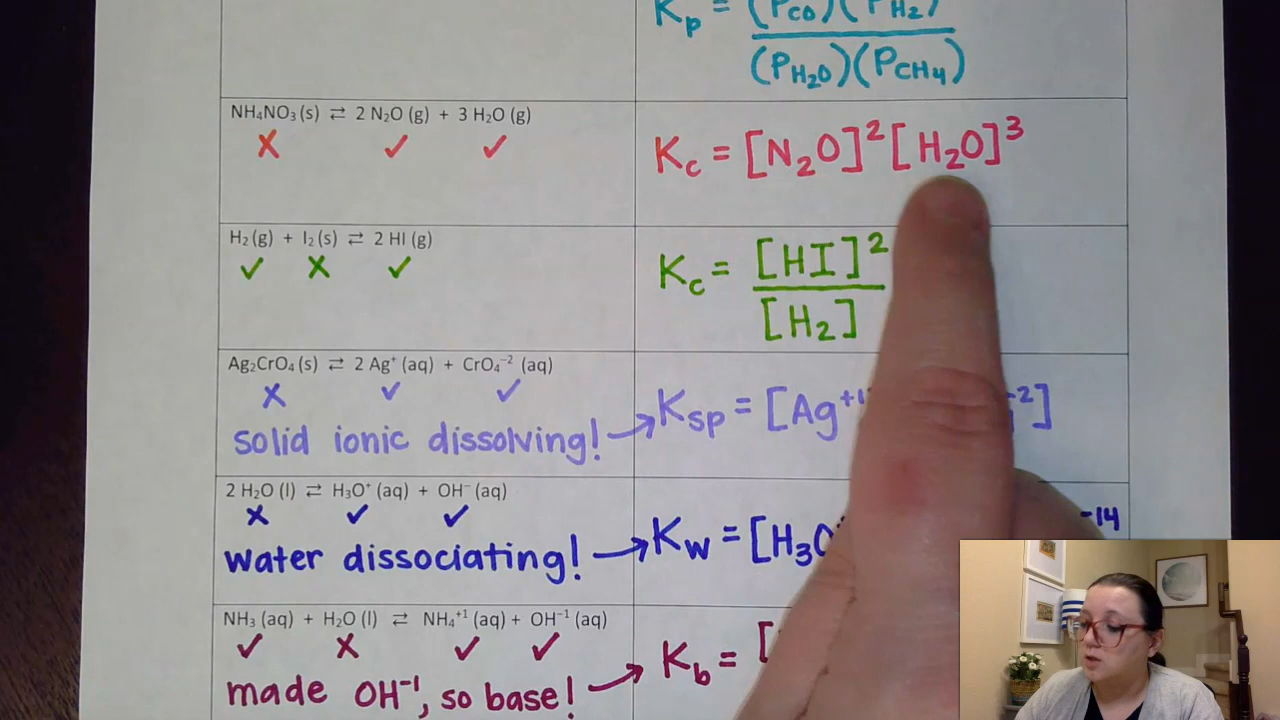 Kp = (PCO)(PH₂)
(PH₂O)(PCH₄)
NH₄NO₃ (s) ⇄ 2 N₂O (g) + 3 H₂O (g)
✗ ✓ ✓
Kc = [N₂O]² [H₂O]³
H₂ (g) + I₂ (s) ⇄ 2 HI (g)
✓ ✗ ✓
Kc = [HI]²
[H₂]
Ag₂CrO₄ (s) ⇄ 2 Ag⁺ (aq) + CrO₄⁻² (aq)
✗ ✓ ✓
solid ionic dissolving! → Ksp = [Ag⁺¹ ⁻²]
2 H₂O (l) ⇄ H₃O⁺ (aq) + OH⁻ (aq)
✗ ✓ ✓
water dissociating! → Kw = [H₃O ⁻¹⁴
NH₃ (aq) + H₂O (l) ⇄ NH₄⁺¹ (aq) + OH⁻¹ (aq)
✓ ✗ ✓ ✓
made OH⁻¹, so base! → Kb = [